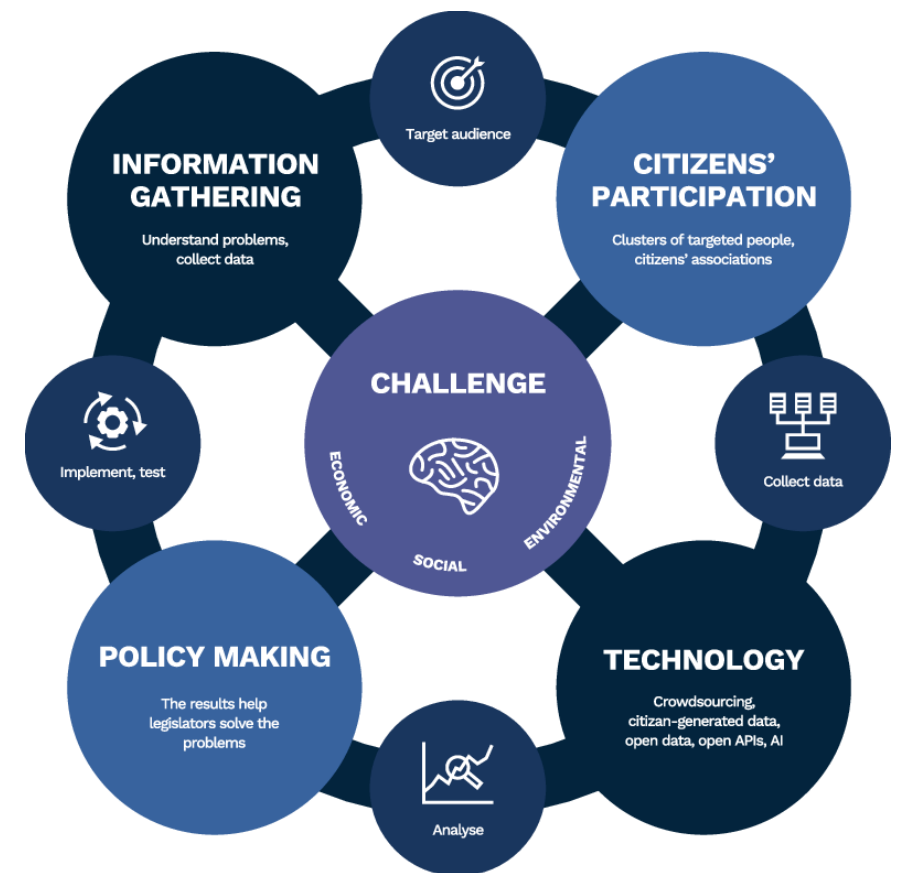 Target audience
INFORMATION
GATHERING
Understand problems,
collect data
CITIZENS’
PARTICIPATION
Clusters of targeted people,
citizens’ associations
CHALLENGE
ECONOMIC
SOCIAL
ENVIRONMENTAL
Implement, test
Collect data
POLICY MAKING
The results help
legislators solve the
problems
TECHNOLOGY
Crowdsourcing,
citizan-generated data,
open data, open APIs, AI
Analyse